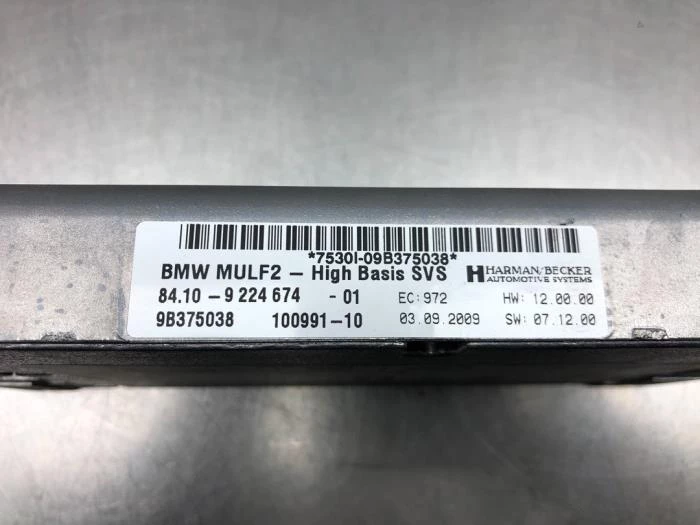 *7530I-09B375038*
BMW MULF2 – High Basis SVS H HARMAN/BECKER
AUTOMOTIVE SYSTEMS
84.10 – 9 224 674 - 01 EC: 972 HW: 12.00.00
9B375038 100991–10 03.09.2009 SW: 07.12.00